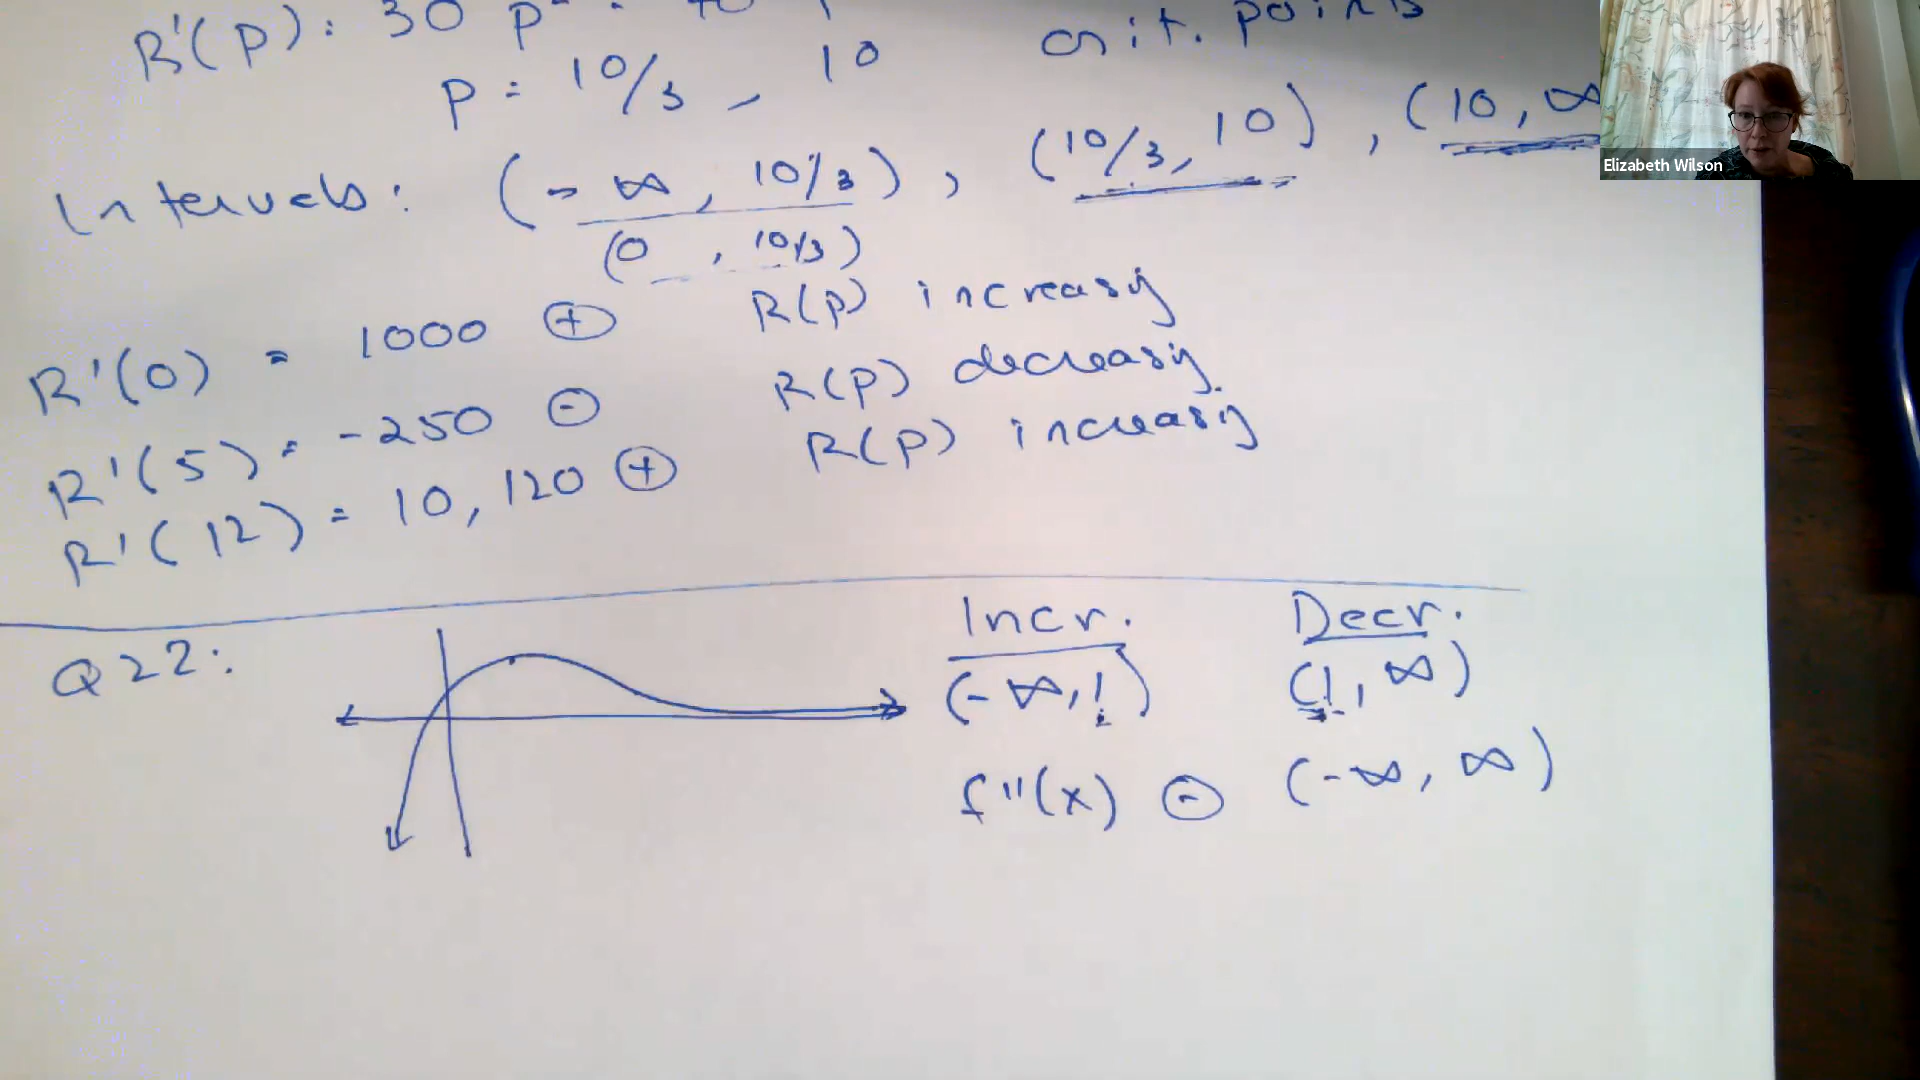 R'(p): 30 p
crit. points
p = 10/3, 10
Intervals: (-∞, 10/3), (10/3, 10), (10, ∞
(0, 10/3)
R'(0) = 1000 ⊕ R(p) increasing
R'(5) = -250 ⊖ R(p) decreasing
R'(12) = 10,120 ⊕ R(p) increasing
Q22:
Incr. Decr.
(-∞, 1) (1, ∞)
f"(x) ⊖ (-∞, ∞)
Elizabeth Wilson